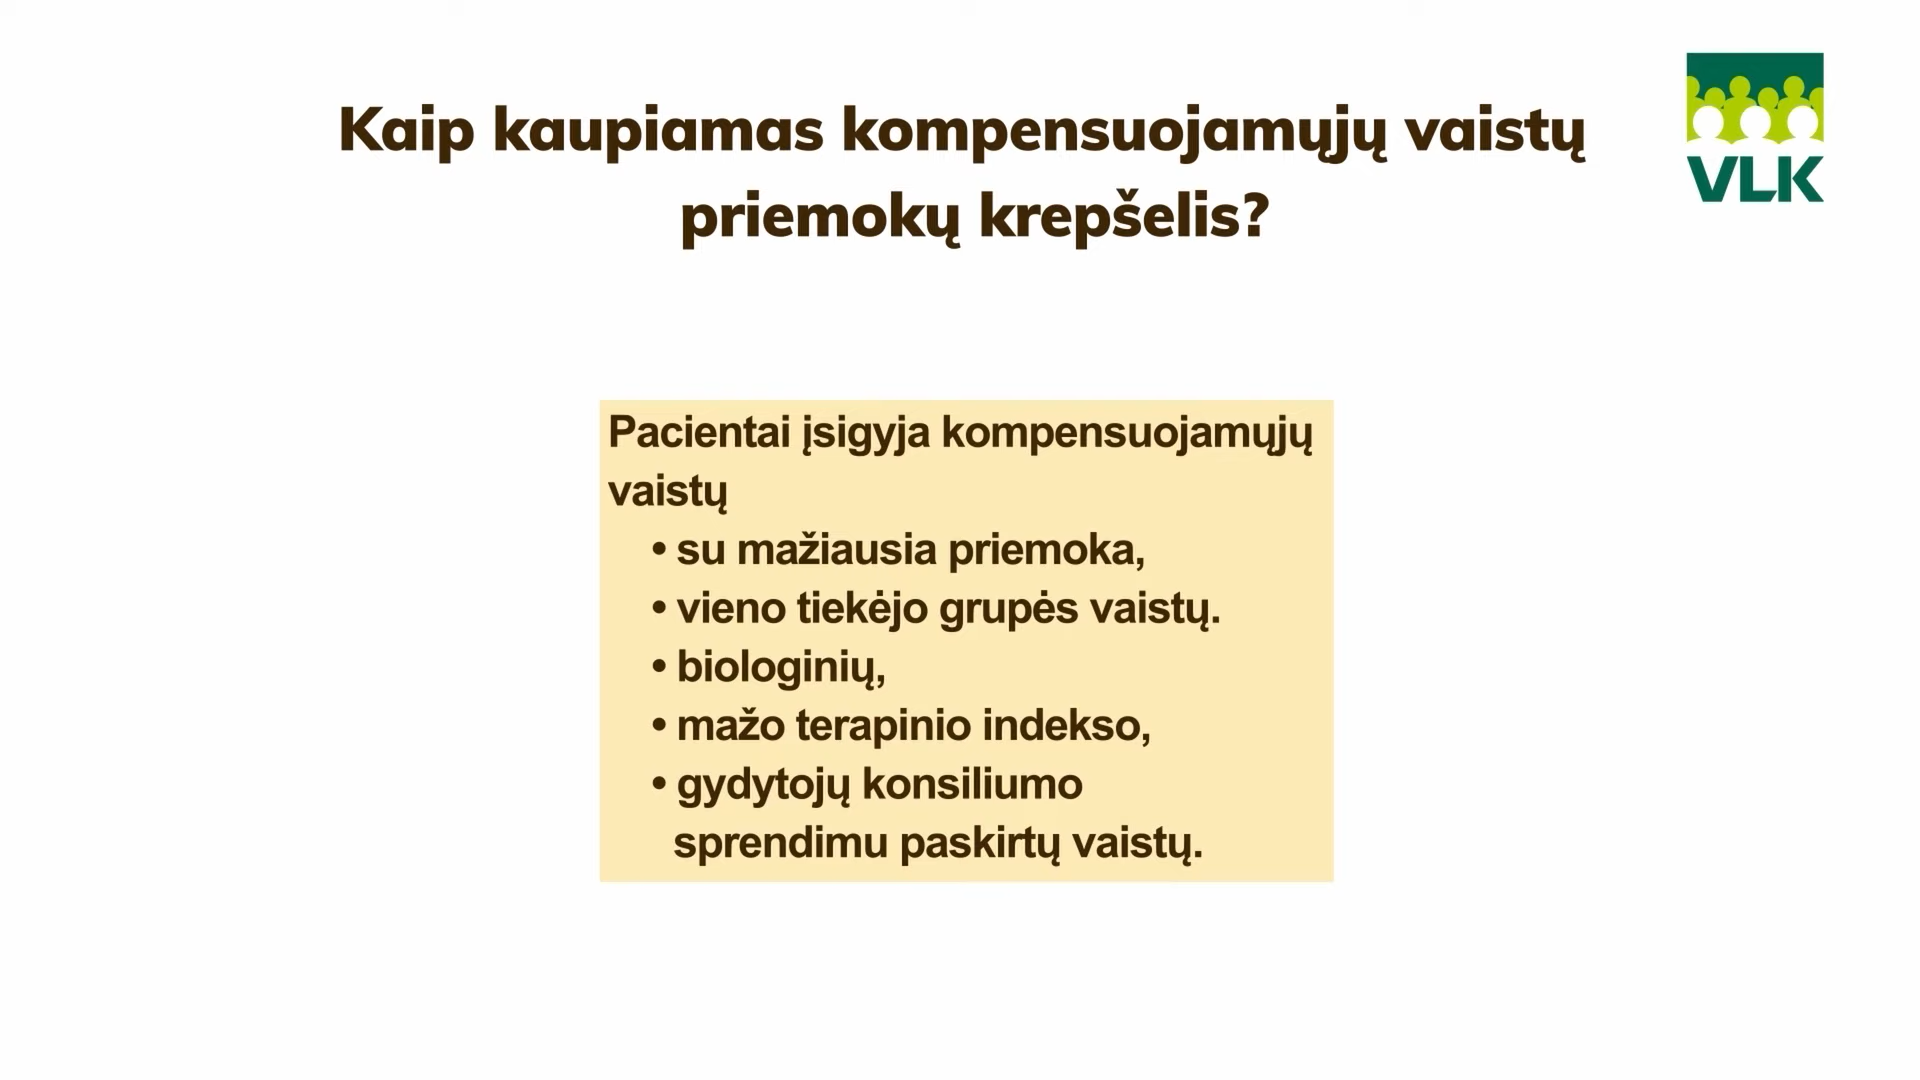 Kaip kaupiamas kompensuojamųjų vaistų
priemokų krepšelis?
VLK
Pacientai įsigyja kompensuojamųjų
vaistų
• su mažiausia priemoka,
• vieno tiekėjo grupės vaistų.
• biologinių,
• mažo terapinio indekso,
• gydytojų konsiliumo
sprendimu paskirtų vaistų.